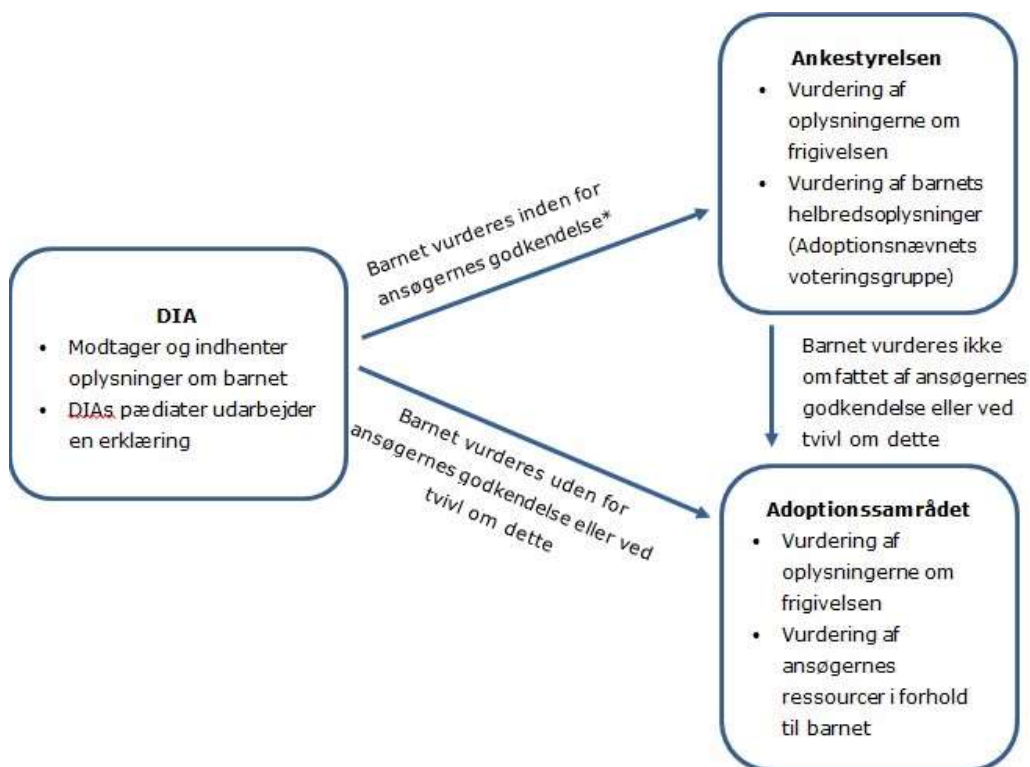 DIA
• Modtager og indhenter
oplysninger om barnet
• DIAs pædiater udarbejder
en erklæring
Barnet vurderes inden for
ansøgernes godkendelse*
Barnet vurderes uden for
ansøgernes godkendelse eller ved
tvivl om dette
Ankestyrelsen
• Vurdering af
oplysningerne om
frigivelsen
• Vurdering af barnets
helbredsoplysninger
(Adoptionsnævnets
voteringsgruppe)
Barnet vurderes ikke
omfattet af ansøgernes
godkendelse eller ved
tvivl om dette
Adoptionssamrådet
• Vurdering af
oplysningerne om
frigivelsen
• Vurdering af
ansøgernes
ressourcer i forhold
til barnet